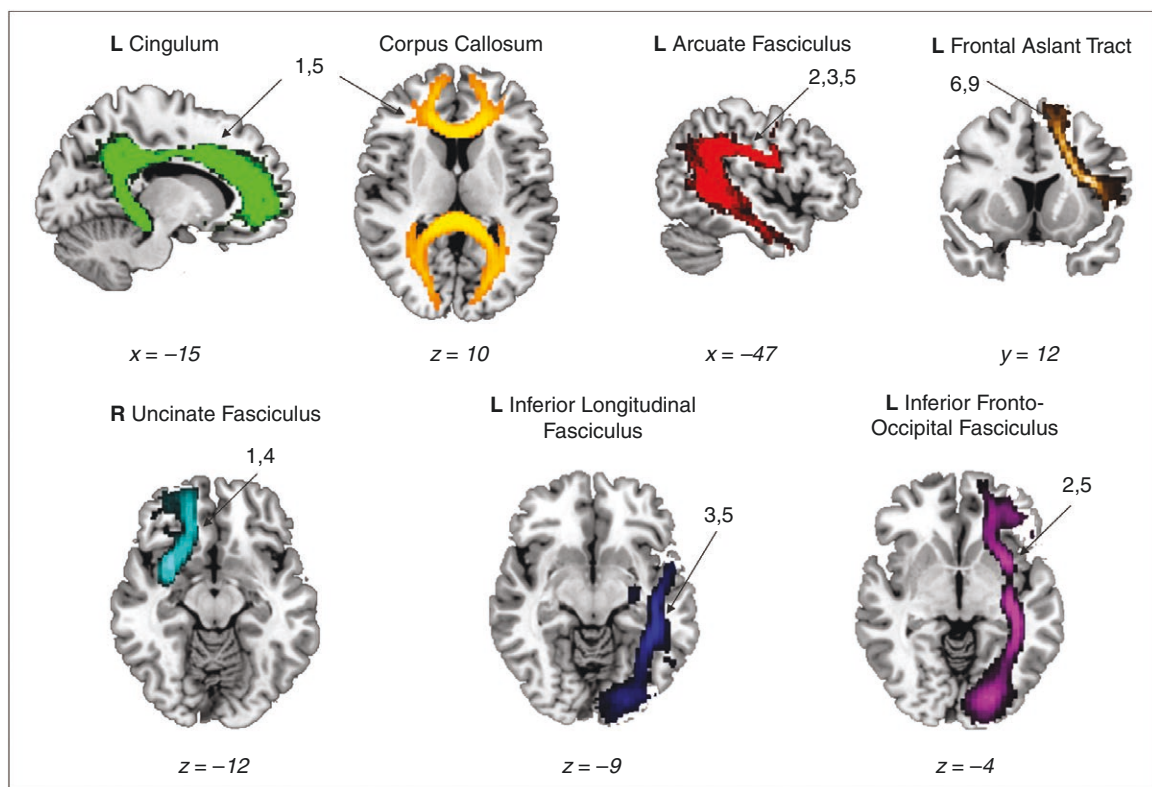 L Cingulum
Corpus Callosum
L Arcuate Fasciculus
L Frontal Aslant Tract
1,5
2,3,5
6,9
x = –15
z = 10
x = –47
y = 12
R Uncinate Fasciculus
L Inferior Longitudinal
Fasciculus
L Inferior Fronto-
Occipital Fasciculus
1,4
3,5
2,5
z = –12
z = –9
z = –4